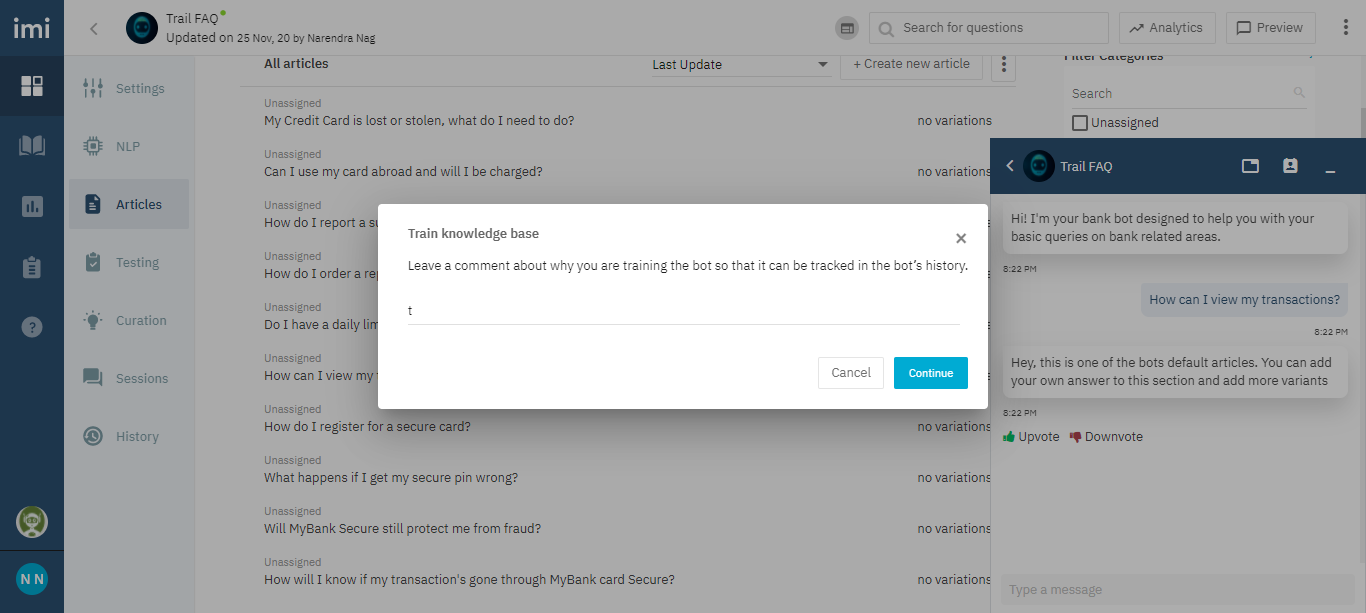 imi
Trail FAQ
Updated on 25 Nov, 20 by Narendra Nag
Search for questions
Analytics
Preview
Settings
NLP
Articles
Testing
Curation
Sessions
History
N N
All articles
Last Update
+ Create new article
Filter Categories
Search
Unassigned
Unassigned
My Credit Card is lost or stolen, what do I need to do?
no variations
Unassigned
Can I use my card abroad and will I be charged?
no variations
Unassigned
How do I report a su
Unassigned
How do I order a rep
Unassigned
Do I have a daily lim
Unassigned
How can I view my
Unassigned
How do I register for a secure card?
no variations
Unassigned
What happens if I get my secure pin wrong?
no variations
Unassigned
Will MyBank Secure still protect me from fraud?
no variations
Unassigned
How will I know if my transaction's gone through MyBank card Secure?
no variations
Train knowledge base
Leave a comment about why you are training the bot so that it can be tracked in the bot’s history.
t
Cancel
Continue
Trail FAQ
Hi! I'm your bank bot designed to help you with your
basic queries on bank related areas.
8:22 PM
How can I view my transactions?
8:22 PM
Hey, this is one of the bots default articles. You can add
your own answer to this section and add more variants
8:22 PM
Upvote
Downvote
Type a message